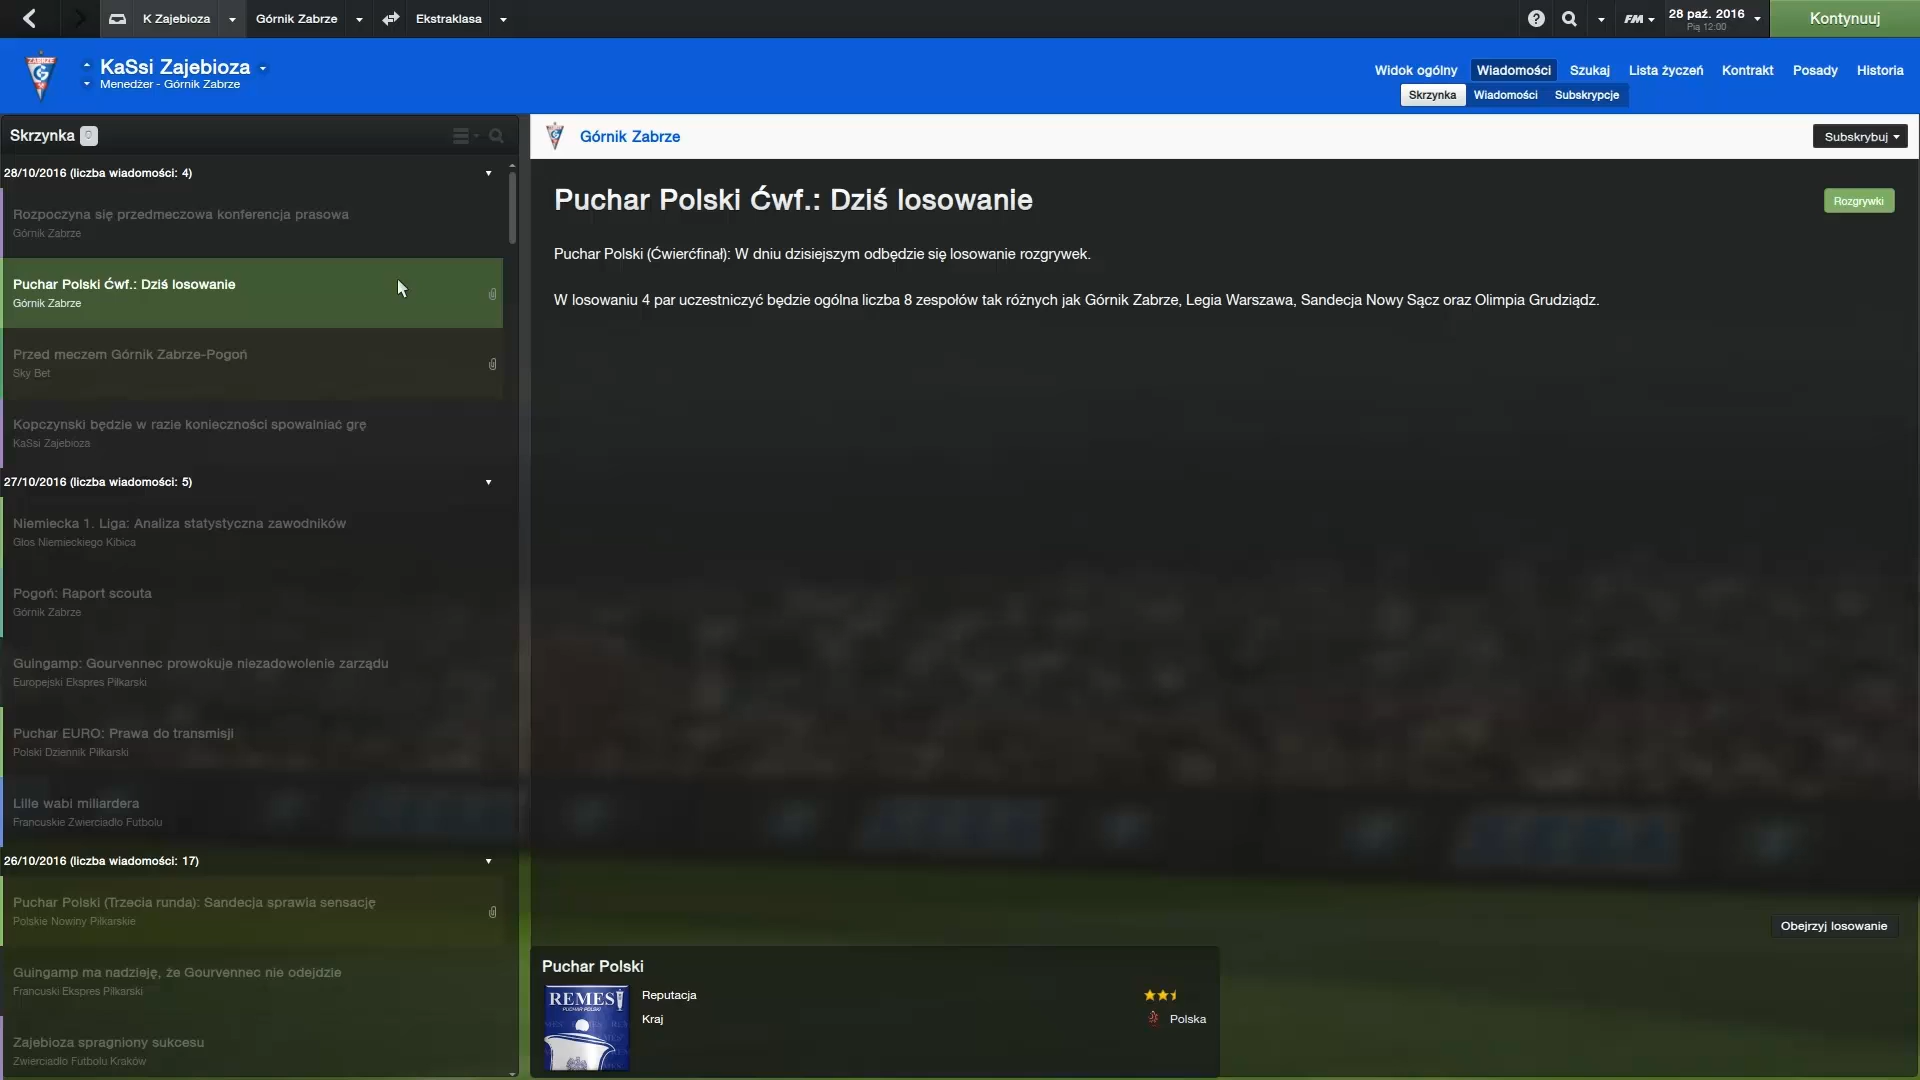 K Zajebioza
Górnik Zabrze
Ekstraklasa
FM
28 paź. 2016
Pią 12:00
Kontynuuj
KaSsi Zajebioza
Menedżer - Górnik Zabrze
Widok ogólny
Wiadomości
Szukaj
Lista życzeń
Kontrakt
Posady
Historia
Skrzynka
Wiadomości
Subskrypcje
Skrzynka 0
28/10/2016 (liczba wiadomości: 4)
Rozpoczyna się przedmeczowa konferencja prasowa
Górnik Zabrze
Puchar Polski Ćwf.: Dziś losowanie
Górnik Zabrze
Przed meczem Górnik Zabrze-Pogoń
Sky Bet
Kopczynski będzie w razie konieczności spowalniać grę
KaSsi Zajebioza
27/10/2016 (liczba wiadomości: 5)
Niemiecka 1. Liga: Analiza statystyczna zawodników
Głos Niemieckiego Kibica
Pogoń: Raport scouta
Górnik Zabrze
Guingamp: Gourvennec prowokuje niezadowolenie zarządu
Europejski Ekspres Piłkarski
Puchar EURO: Prawa do transmisji
Polski Dziennik Piłkarski
Lille wabi miliardera
Francuskie Zwierciadło Futbolu
26/10/2016 (liczba wiadomości: 17)
Puchar Polski (Trzecia runda): Sandecja sprawia sensację
Polskie Nowiny Piłkarskie
Guingamp ma nadzieję, że Gourvennec nie odejdzie
Francuski Ekspres Piłkarski
Zajebioza spragniony sukcesu
Zwierciadło Futbolu Kraków
Górnik Zabrze
Subskrybuj
Puchar Polski Ćwf.: Dziś losowanie
Rozgrywki
Puchar Polski (Ćwierćfinał): W dniu dzisiejszym odbędzie się losowanie rozgrywek.
W losowaniu 4 par uczestniczyć będzie ogólna liczba 8 zespołów tak różnych jak Górnik Zabrze, Legia Warszawa, Sandecja Nowy Sącz oraz Olimpia Grudziądz.
Obejrzyj losowanie
Puchar Polski
REMES
PUCHAR POLSKI
Reputacja
Kraj
Polska